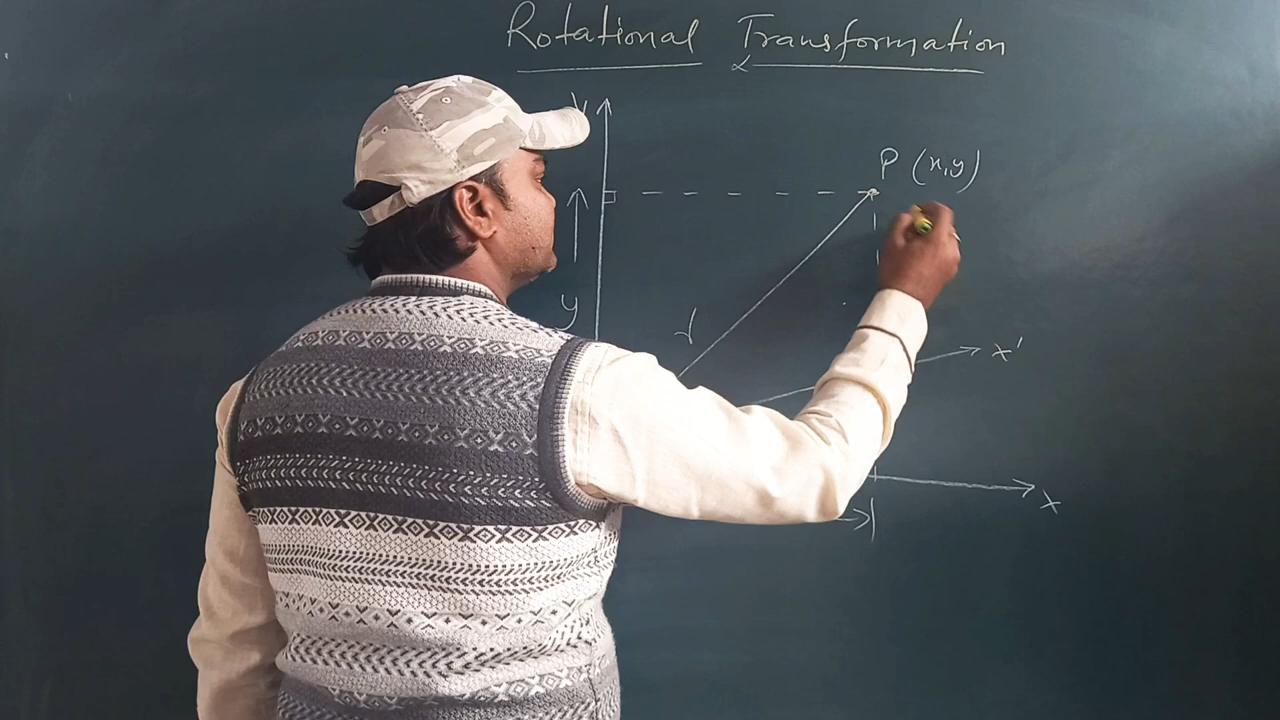 Rotational Transformation
P (x,y)
y
r
x'
x